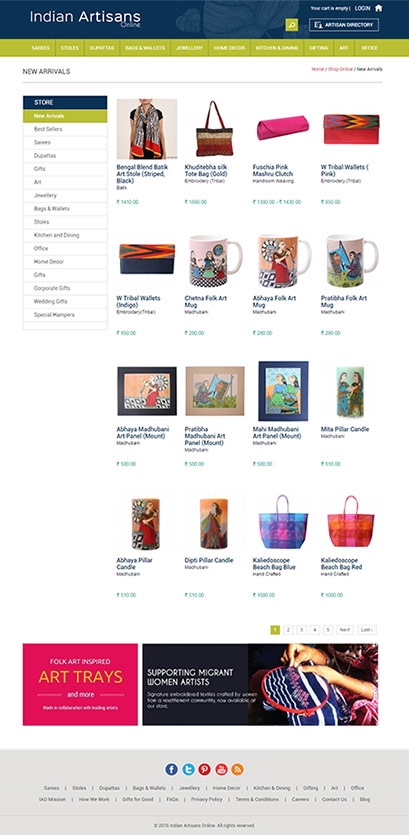 Indian Artisans
Online
Your cart is empty | LOGIN
ARTISAN DIRECTORY
SAREES STOLES DUPATTAS BAGS & WALLETS JEWELLERY HOME DECOR KITCHEN & DINING GIFTING ART OFFICE
NEW ARRIVALS
Home / Shop Online / New Arrivals
STORE
New Arrivals
Best Sellers
Sarees
Dupattas
Gifts
Art
Jewellery
Bags & Wallets
Stoles
Kitchen and Dining
Office
Home Decor
Gifts
Corporate Gifts
Wedding Gifts
Special Hampers
Bengal Blend Batik
Art Stole (Striped,
Black)
Batik
₹ 1410.00
Khuditebha silk
Tote Bag (Gold)
Embroidery (Tribal)
Fuschia Pink
Mashru Clutch
Handloom Weaving
₹ 1300.00 - ₹ 1430.00
W Tribal Wallets (
Pink)
Embroidery(Tribal)
₹ 850.00
W Tribal Wallets
(Indigo)
Embroidery(Tribal)
₹ 850.00
Chetna Folk Art
Mug
Madhubani
₹ 290.00
Abhaya Folk Art
Mug
Madhubani
₹ 290.00
Pratibha Folk Art
Mug
Madhubani
₹ 290.00
Abhaya Madhubani
Art Panel (Mount)
Madhubani
₹ 500.00
Pratibha
Madhubani Art
Panel (Mount)
Madhubani
₹ 500.00
Mahi Madhubani
Art Panel (Mount)
Madhubani
₹ 500.00
Mita Pillar Candle
Madhubani
₹ 510.00
Abhaya Pillar
Candle
Madhubani
₹ 510.00
Dipti Pillar Candle
Madhubani
₹ 510.00
Kaliedoscope
Beach Bag Blue
Hand Crafted
Kaliedoscope
Beach Bag Red
Hand Crafted
1 2 3 4 5 Next Last ›
FOLK ART INSPIRED
ART TRAYS
and more
Made in collaboration with leading artists
SUPPORTING MIGRANT
WOMEN ARTISTS
Signature embroidered textiles crafted by women
from a resettlement community, now available at
our store.
Sarees | Stoles | Dupattas | Bags & Wallets | Jewellery | Home Decor | Kitchen & Dining | Gifting | Art | Office
IAO Mission | How We Work | Gifts for Good | FAQs | Privacy Policy | Terms & Conditions | Careers | Contact Us | Blog
Indian Artisans Online. All rights reserved.